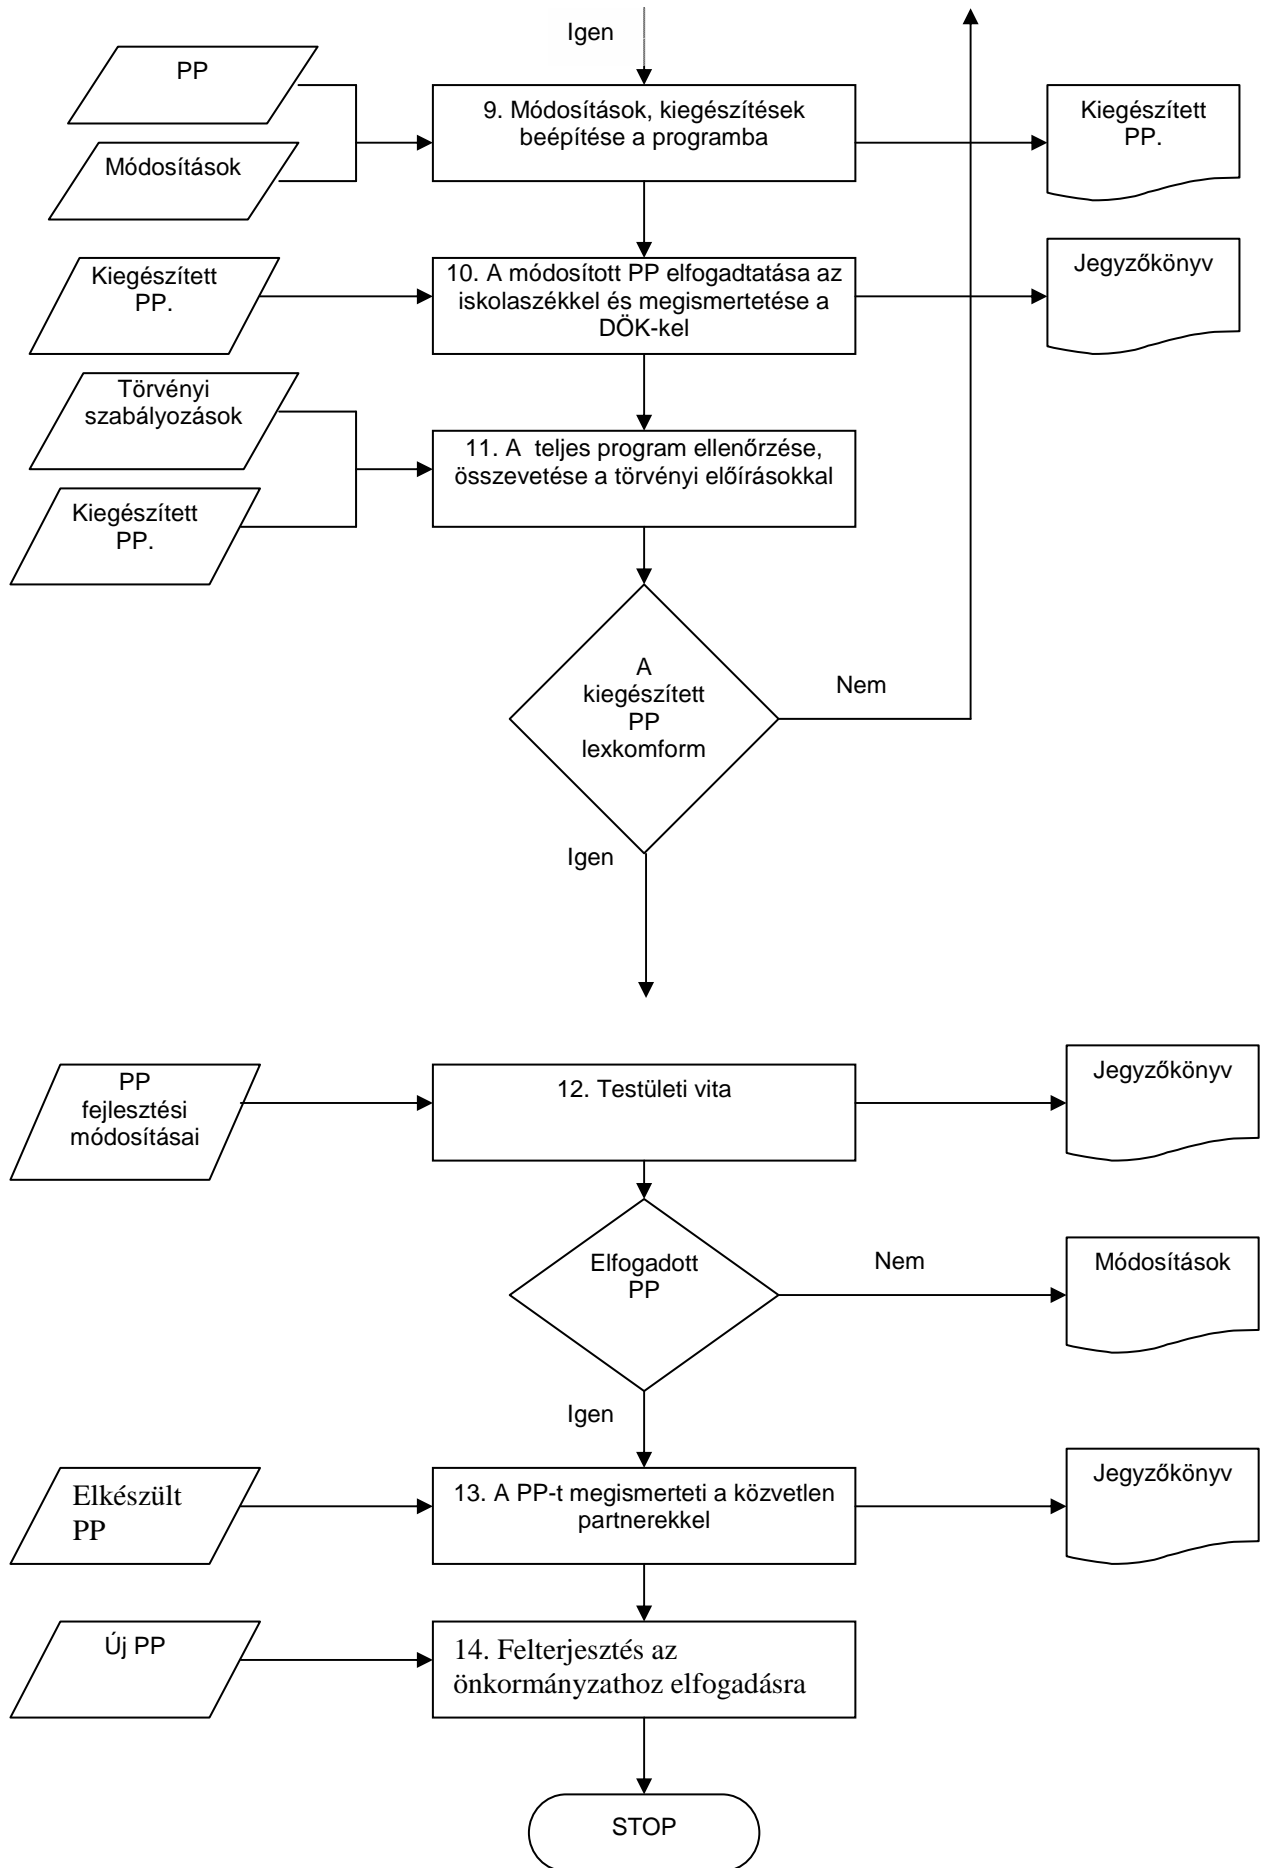 Igen
PP
9. Módosítások, kiegészítések
beépítése a programba
Kiegészített
PP.
Módosítások
Kiegészített
PP.
10. A módosított PP elfogadtatása az
iskolaszékkel és megismertetése a
DÖK-kel
Jegyzőkönyv
Törvényi
szabályozások
11. A  teljes program ellenőrzése,
összevetése a törvényi előírásokkal
Kiegészített
PP.
A
kiegészített
PP
lexkomform
Nem
Igen
PP
fejlesztési
módosításai
12. Testületi vita
Jegyzőkönyv
Elfogadott
PP
Nem
Módosítások
Igen
Elkészült
PP
13. A PP-t megismerteti a közvetlen
partnerekkel
Jegyzőkönyv
Új PP
14. Felterjesztés az
önkormányzathoz elfogadásra
STOP